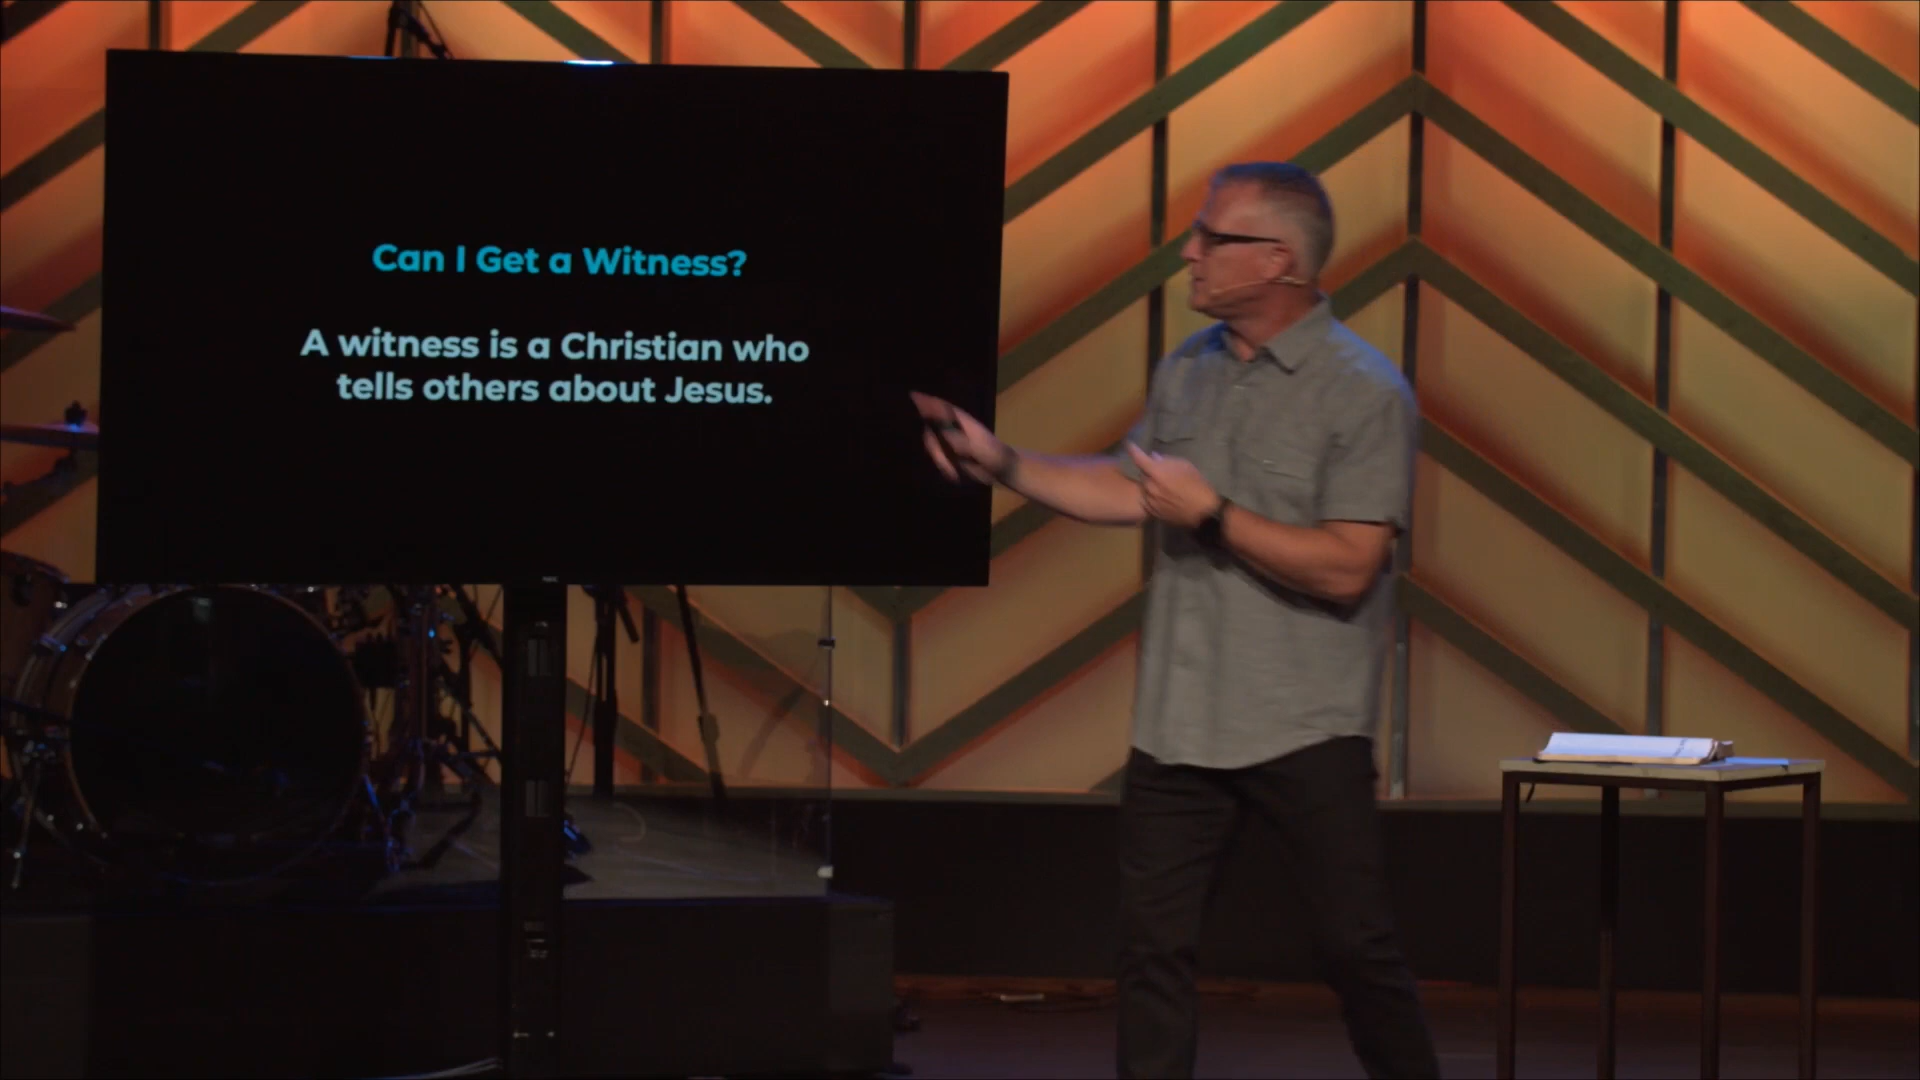 Can I Get a Witness?
A witness is a Christian who
tells others about Jesus.